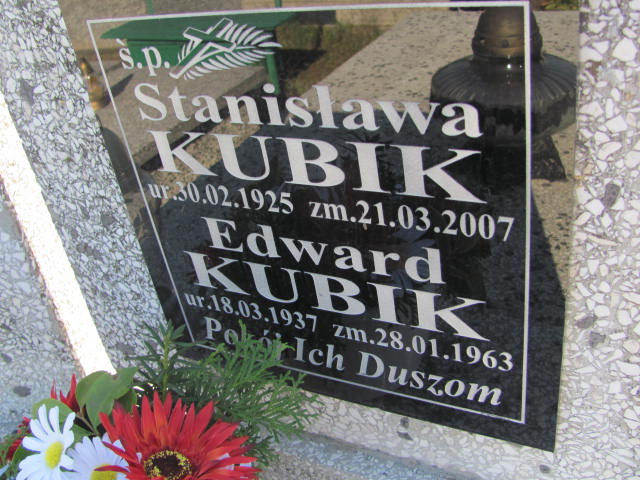 ś.p.
Stanisława
KUBIK
ur.30.02.1925 zm.21.03.2007
Edward
KUBIK
ur.18.03.1937 zm.28.01.1963
Pokój Ich Duszom